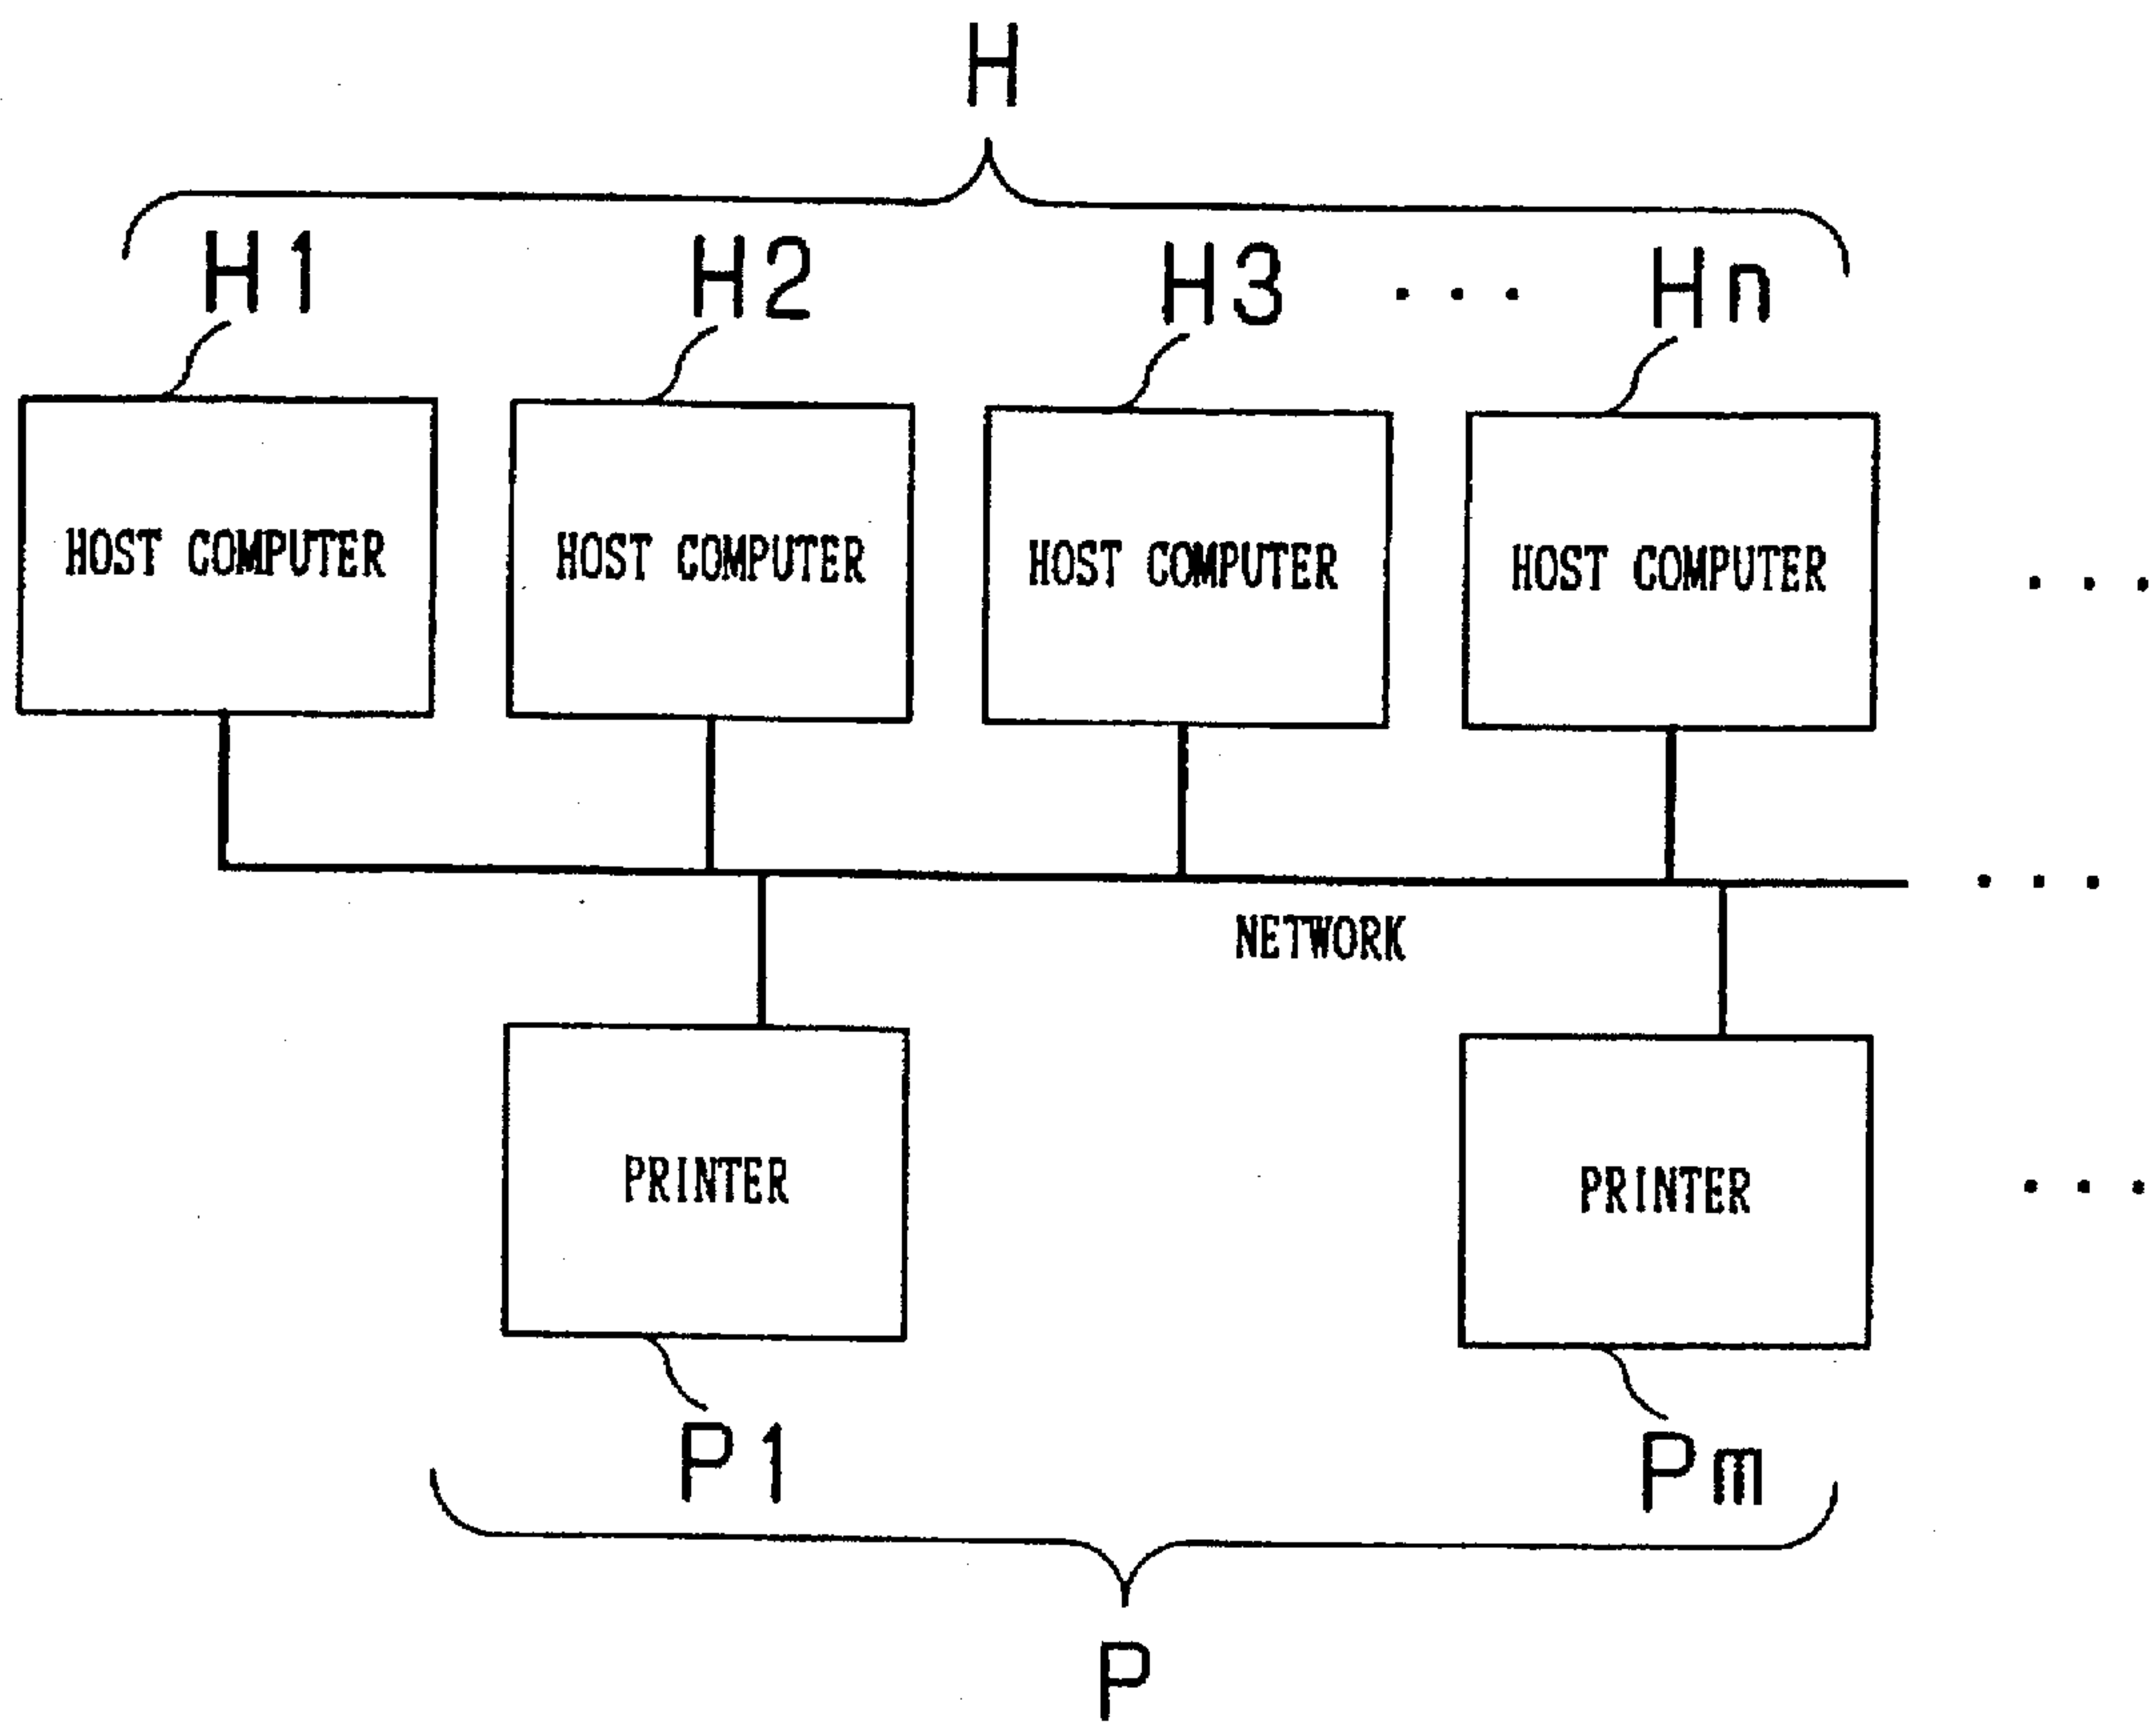 H
H1 H2 H3 ... Hn
HOST COMPUTER HOST COMPUTER HOST COMPUTER HOST COMPUTER ...
...
NETWORK
PRINTER PRINTER ...
P1 Pm
P